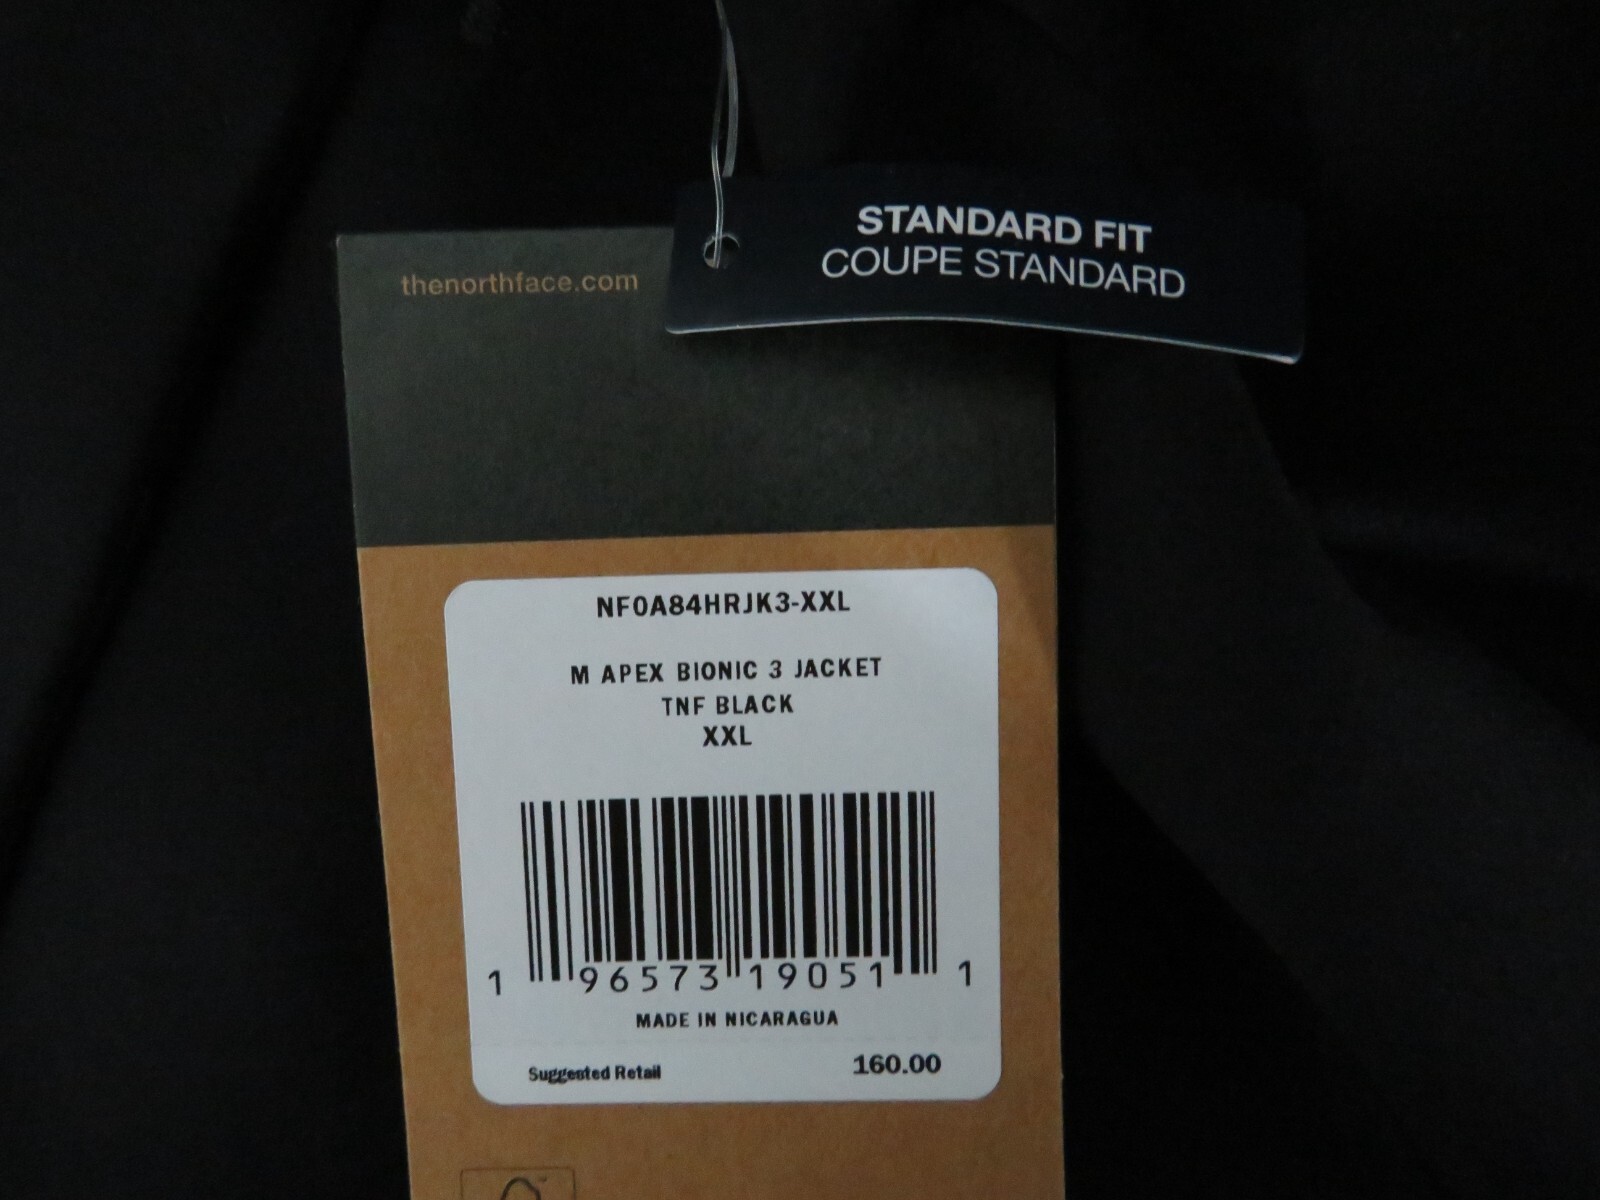 STANDARD FIT
COUPE STANDARD
thenorthface.com
NF0A84HRJK3-XXL
M APEX BIONIC 3 JACKET
TNF BLACK
XXL
1 96573 19051 1
MADE IN NICARAGUA
Suggested Retail 160.00